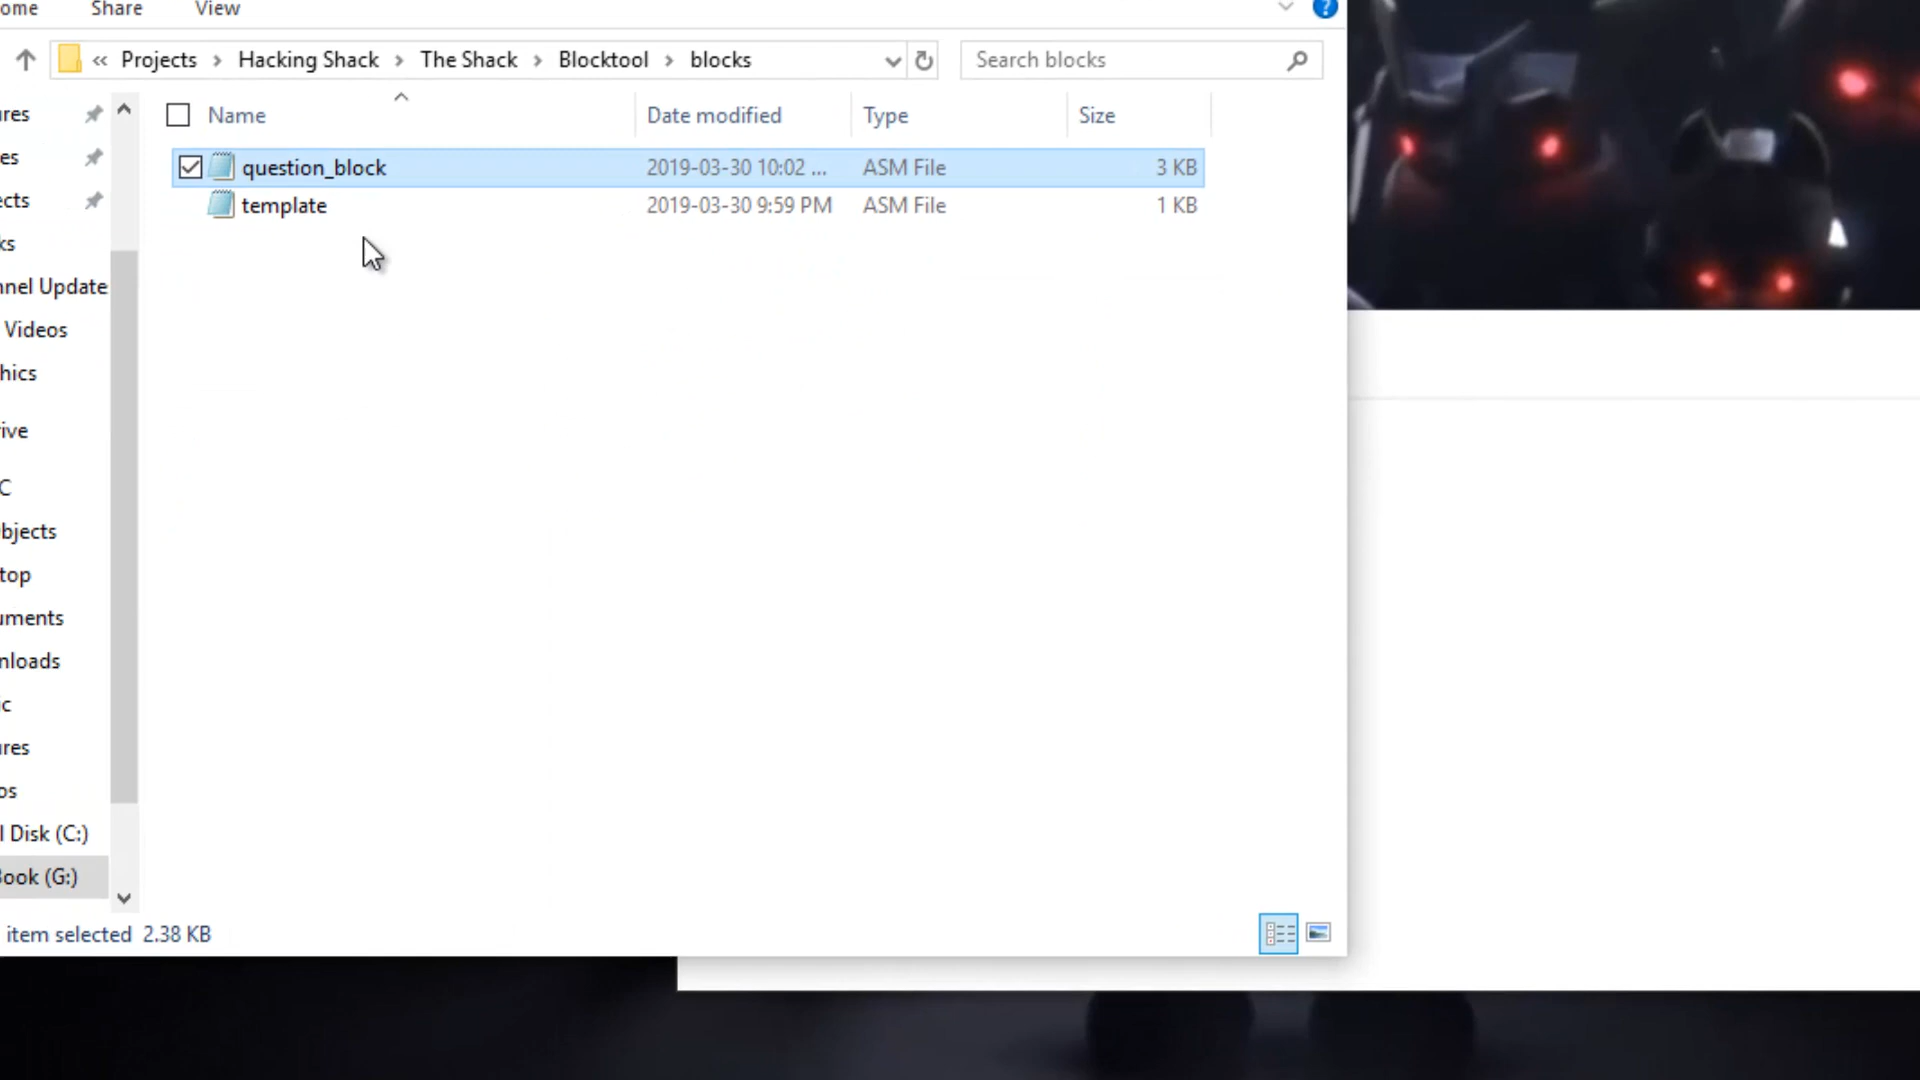 ome Share View
« Projects › Hacking Shack › The Shack › Blocktool › blocks Search blocks
Name Date modified Type Size
question_block 2019-03-30 10:02 ... ASM File 3 KB
template 2019-03-30 9:59 PM ASM File 1 KB
ures
es
ects
ks
nnel Update
Videos
hics
rive
C
bjects
top
uments
nloads
ic
ures
os
l Disk (C:)
Book (G:)
item selected 2.38 KB